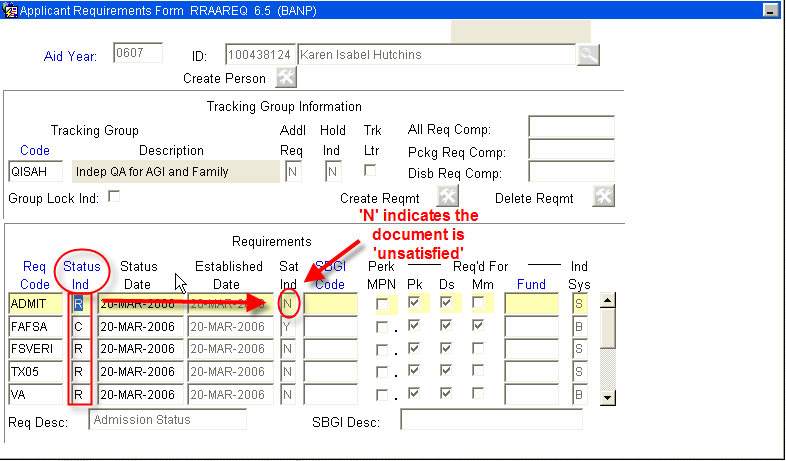 Applicant Requirements Form RRAAREQ 6.5 (BANP)
Aid Year: 0607 ID: 100438124 Karen Isabel Hutchins
Create Person
Tracking Group Information
Tracking Group Addl Hold Trk All Req Comp:
Code Description Req Ind Ltr Pckg Req Comp:
QISAH Indep QA for AGI and Family N N Disb Req Comp:
Group Lock Ind: Create Reqmt Delete Reqmt
'N' indicates the
document is
'unsatisfied'
Requirements
Req Status Status Established Sat SBGI Perk Req'd For Ind
Code Ind Date Date Ind Code MPN Pk Ds Mm Fund Sys
ADMIT R 20-MAR-2006 20-MAR-2006 N S
FAFSA C 20-MAR-2006 20-MAR-2006 Y . B
FSVERI R 20-MAR-2006 20-MAR-2006 N . S
TX05 R 20-MAR-2006 20-MAR-2006 N . S
VA R 20-MAR-2006 20-MAR-2006 N . B
Req Desc: Admission Status SBGI Desc: